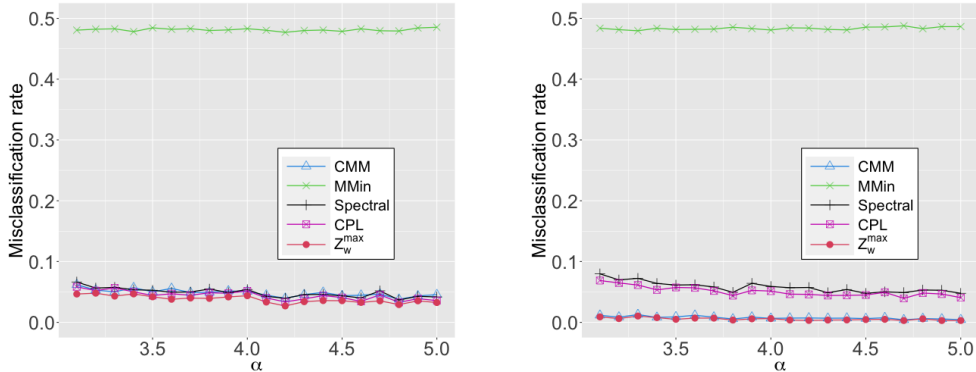 Misclassification rate
0.5
0.4
0.3
0.2
0.1
0.0
CMM
MMin
Spectral
CPL
Z_w^max
3.5
4.0
4.5
5.0
α
Misclassification rate
0.5
0.4
0.3
0.2
0.1
0.0
CMM
MMin
Spectral
CPL
Z_w^max
3.5
4.0
4.5
5.0
α